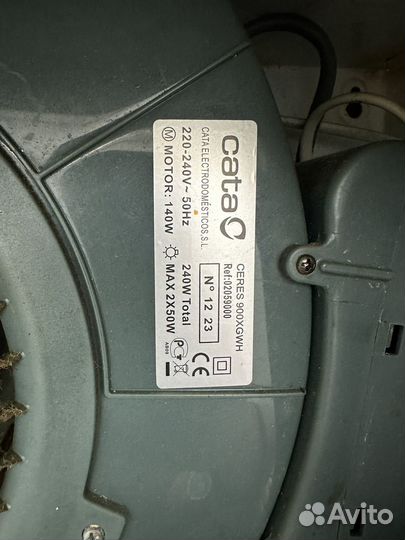 cata
CATA ELECTRODOMÉSTICOS, S.L.
220-240V~ 50Hz
M MOTOR: 140W
CERES 900XGWH
Ref: 02059000
N° 12 23
240W Total
MAX 2X50W
CE
Avito